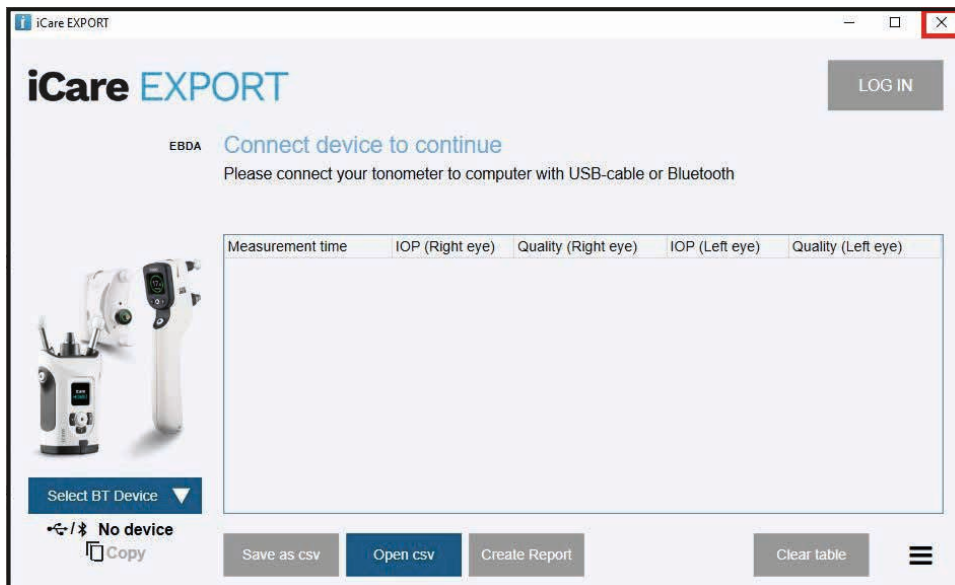 iCare EXPORT
iCare EXPORT
LOG IN
EBDA
Connect device to continue
Please connect your tonometer to computer with USB-cable or Bluetooth
Measurement time IOP (Right eye) Quality (Right eye) IOP (Left eye) Quality (Left eye)
Select BT Device
/ No device
Copy
Save as csv Open csv Create Report Clear table